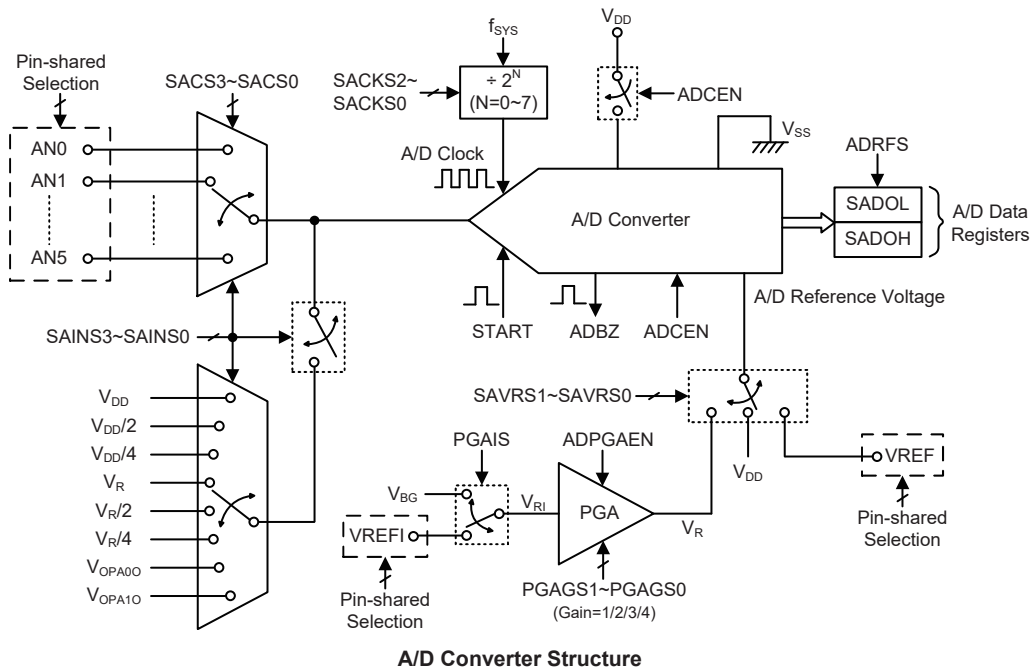 f_SYS
V_DD
Pin-shared
Selection
SACS3~SACS0
SACKS2~
SACKS0
÷ 2^N
(N=0~7)
ADCEN
V_SS
AN0
AN1
AN5
A/D Clock
A/D Converter
ADRFS
SADOL
SADOH
A/D Data
Registers
START
ADBZ
ADCEN
A/D Reference Voltage
SAINS3~SAINS0
V_DD
V_DD/2
V_DD/4
V_R
V_R/2
V_R/4
V_OPA0O
V_OPA1O
SAVRS1~SAVRS0
PGAIS
ADPGAEN
V_DD
VREF
Pin-shared
Selection
V_BG
VREFI
V_RI
PGA
V_R
Pin-shared
Selection
PGAGS1~PGAGS0
(Gain=1/2/3/4)
A/D Converter Structure